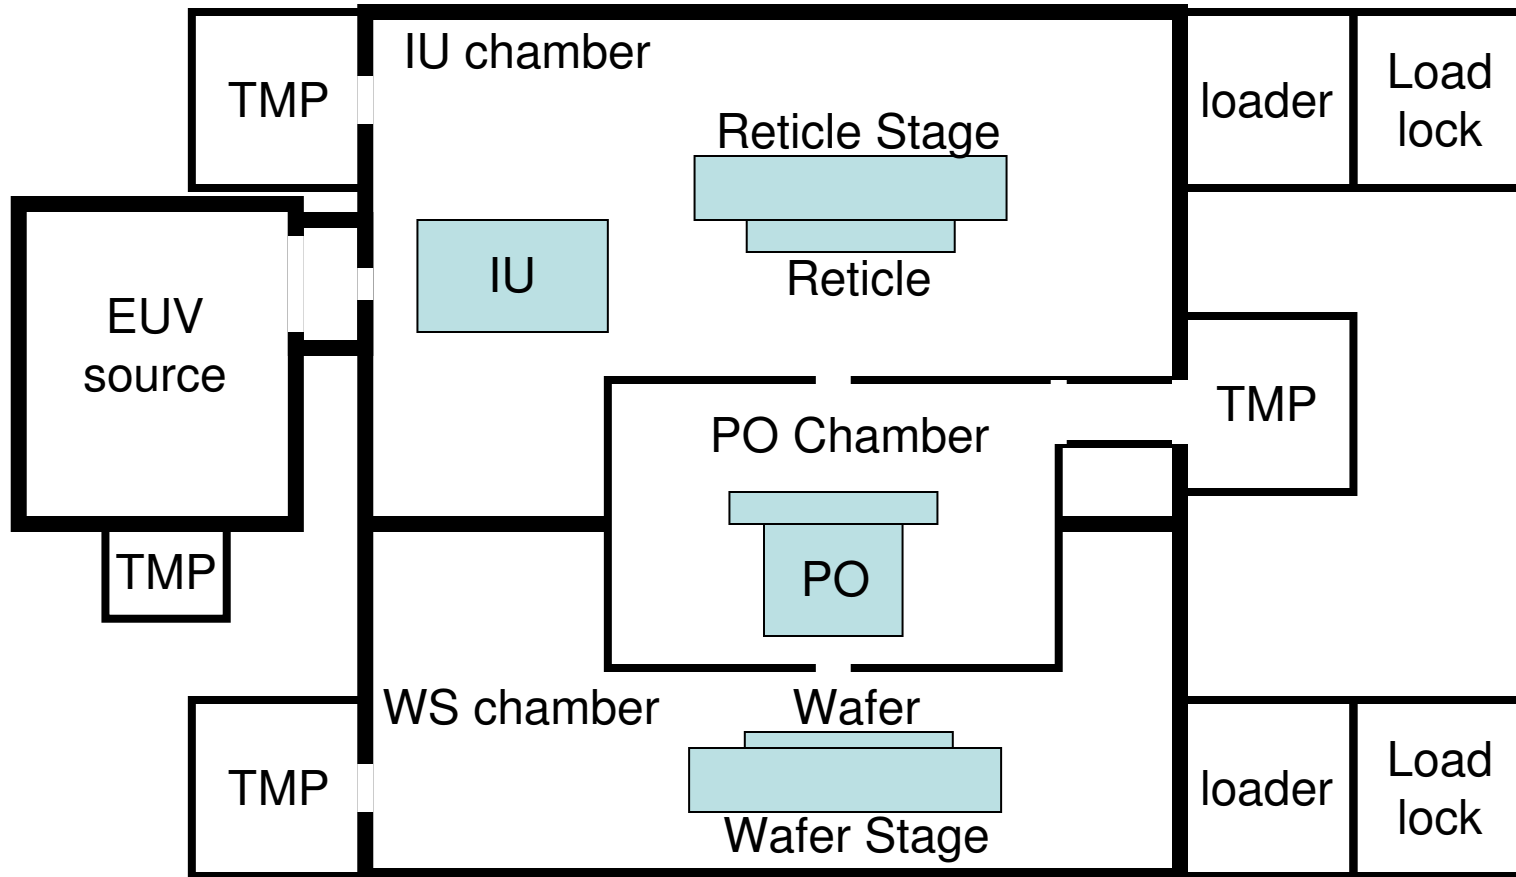 IU chamber
TMP
loader
Load
lock
Reticle Stage
IU
Reticle
EUV
source
TMP
PO Chamber
TMP
PO
WS chamber
Wafer
TMP
loader
Load
lock
Wafer Stage